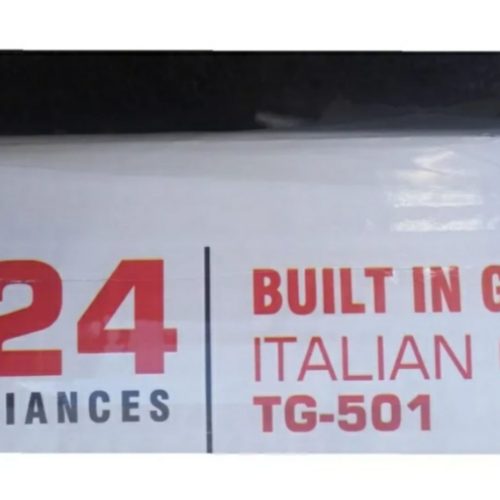 24
IANCES
BUILT IN G
ITALIAN
TG-501